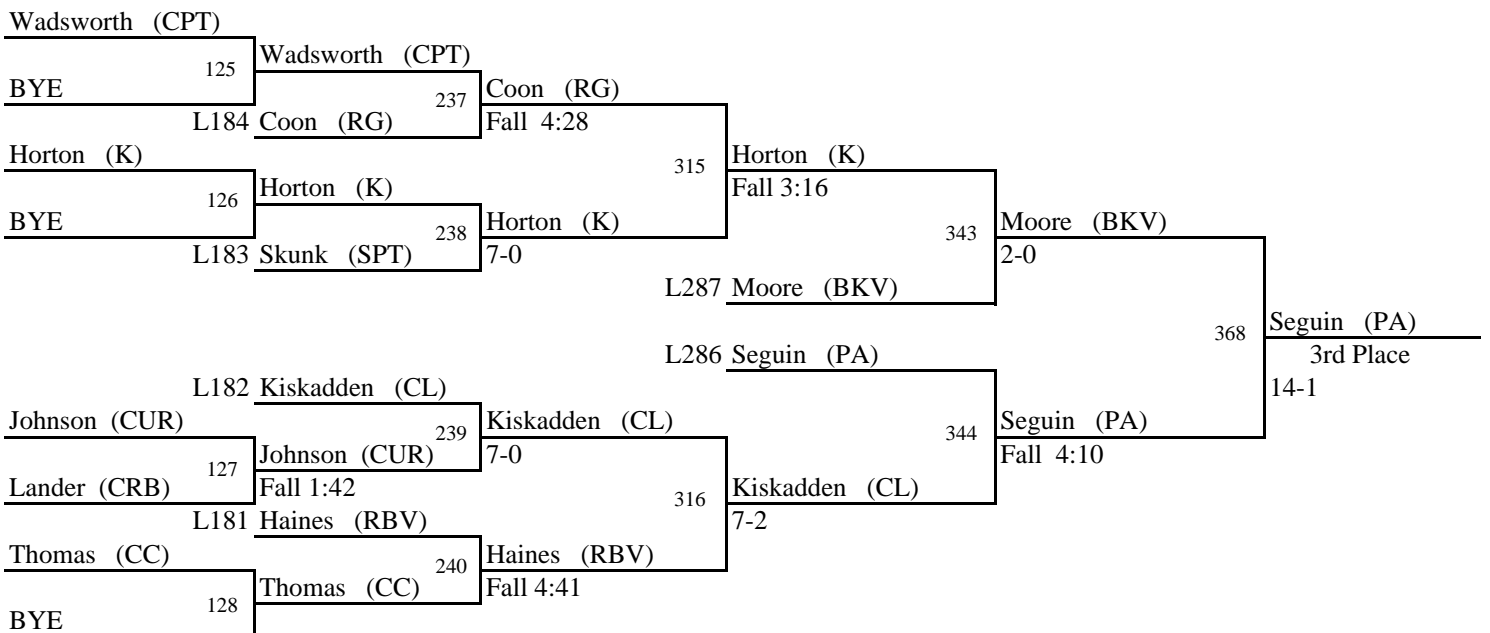 Wadsworth (CPT)
Wadsworth (CPT)
125
BYE
237
Coon (RG)
L184 Coon (RG)
Fall 4:28
Horton (K)
315
Horton (K)
126
Horton (K)
Fall 3:16
BYE
238
Horton (K)
343
Moore (BKV)
L183 Skunk (SPT)
7-0
2-0
L287 Moore (BKV)
368
Seguin (PA)
L286 Seguin (PA)
3rd Place
L182 Kiskadden (CL)
14-1
Johnson (CUR)
239
Kiskadden (CL)
344
Seguin (PA)
127
Johnson (CUR)
7-0
Fall 4:10
Lander (CRB)
Fall 1:42
316
Kiskadden (CL)
L181 Haines (RBV)
7-2
Thomas (CC)
240
Haines (RBV)
128
Thomas (CC)
Fall 4:41
BYE